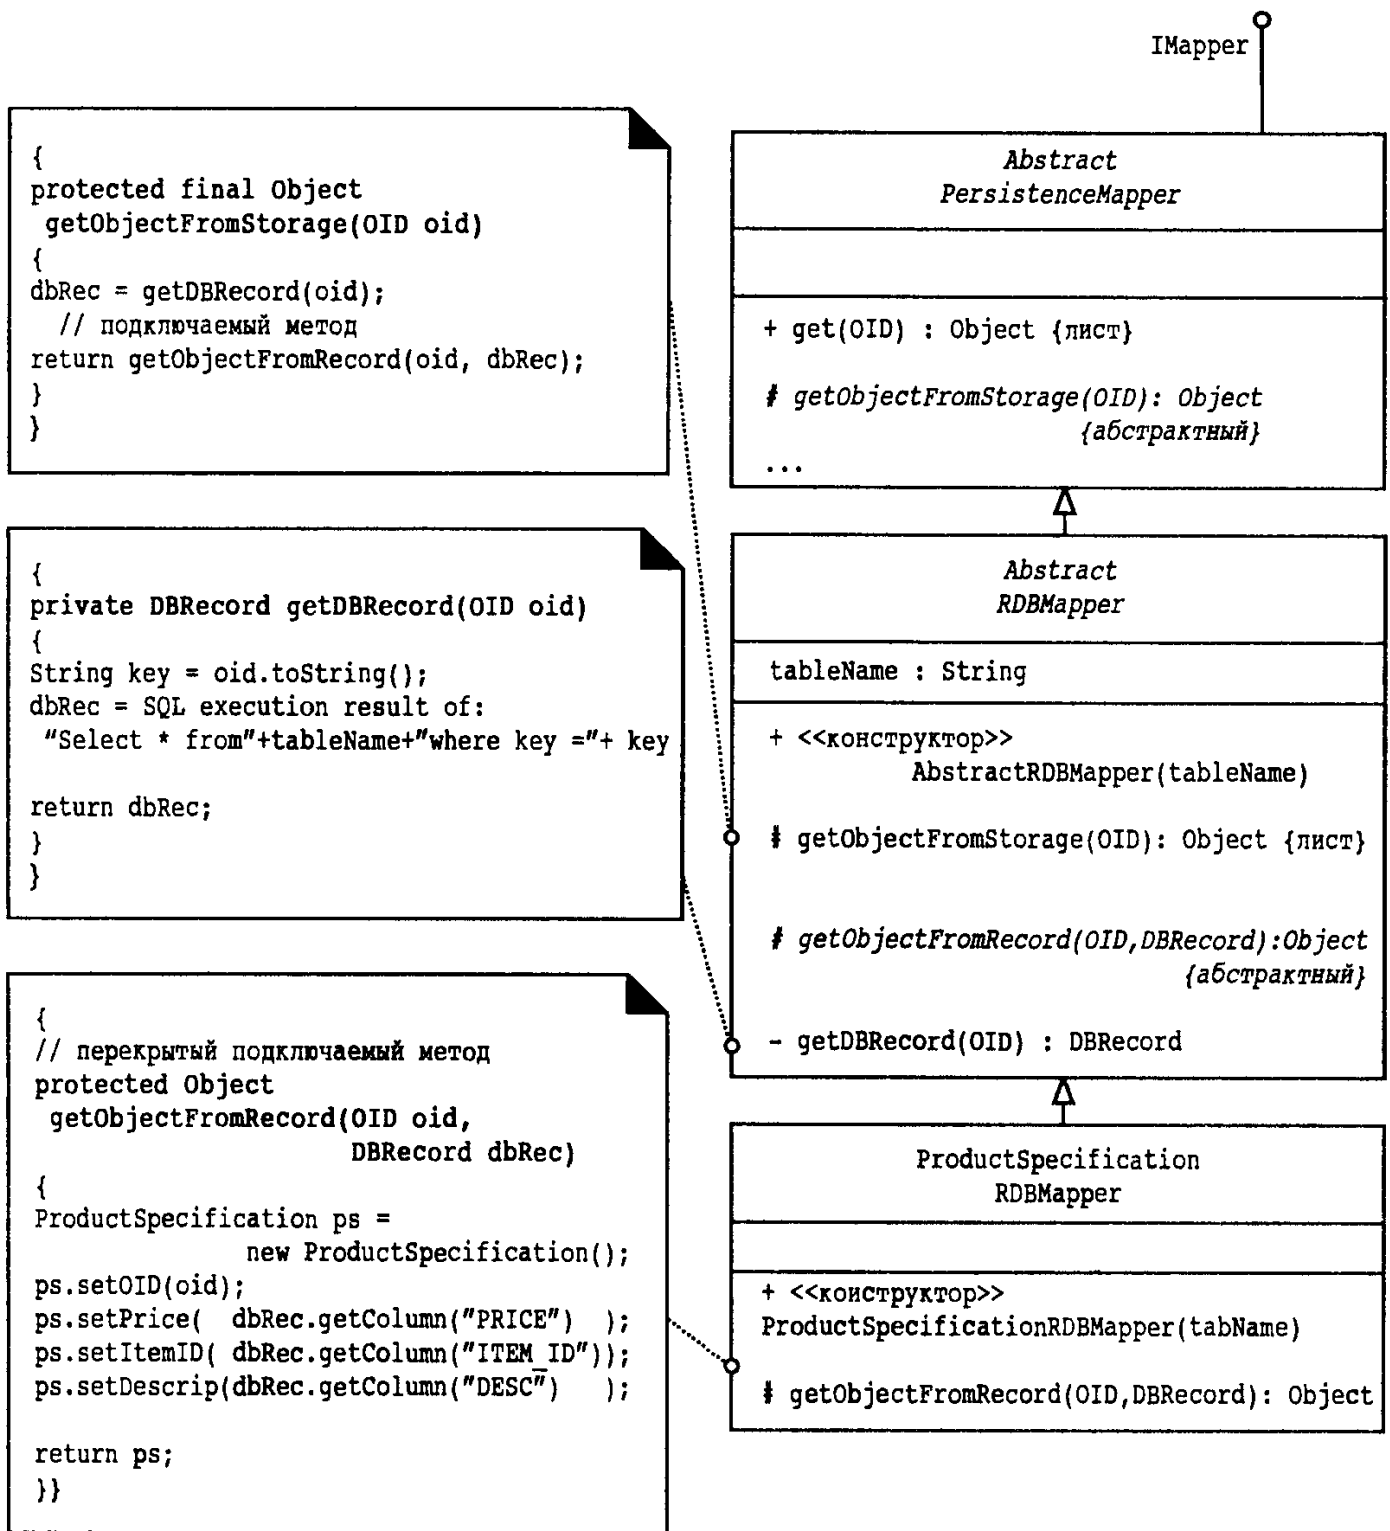 IMapper
{
protected final Object
getObjectFromStorage(OID oid)
{
dbRec = getDBRecord(oid);
// подключаемый метод
return getObjectFromRecord(oid, dbRec);
}
}
{
private DBRecord getDBRecord(OID oid)
{
String key = oid.toString();
dbRec = SQL execution result of:
"Select * from"+tableName+"where key ="+ key
return dbRec;
}
}
{
// перекрытый подключаемый метод
protected Object
getObjectFromRecord(OID oid,
DBRecord dbRec)
{
ProductSpecification ps =
new ProductSpecification();
ps.setOID(oid);
ps.setPrice( dbRec.getColumn("PRICE") );
ps.setItemID( dbRec.getColumn("ITEM_ID"));
ps.setDescrip(dbRec.getColumn("DESC") );
return ps;
}}
Abstract
PersistenceMapper
+ get(OID) : Object {лист}
# getObjectFromStorage(OID): Object
{абстрактный}
...
Abstract
RDBMapper
tableName : String
+ <<конструктор>>
AbstractRDBMapper(tableName)
# getObjectFromStorage(OID): Object {лист}
# getObjectFromRecord(OID,DBRecord):Object
{абстрактный}
- getDBRecord(OID) : DBRecord
ProductSpecification
RDBMapper
+ <<конструктор>>
ProductSpecificationRDBMapper(tabName)
# getObjectFromRecord(OID,DBRecord): Object